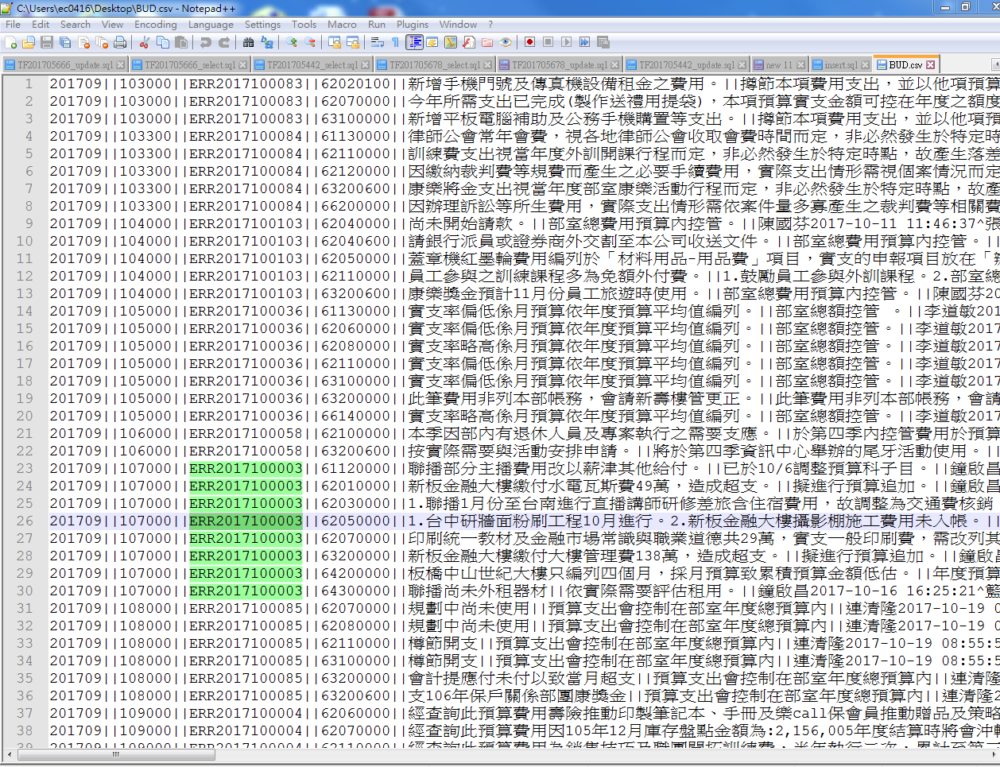 C:\Users\ec0416\Desktop\BUD.csv - Notepad++
File Edit Search View Encoding Language Settings Tools Macro Run Plugins Window ?
TF201705666_update.sql TF201705666_select.sql TF201705442_select.sql TF201705678_select.sql TF201705678_update.sql TF201705442_update.sql new 11 insert.sql BUD.csv
1 201709||103000||ERR2017100083||62020100||新增手機門號及傳真機設備租金之費用。||撙節本項費用支出，並以他項預算
2 201709||103000||ERR2017100083||62070000||今年所需支出已完成(製作送禮用提袋)，本項預算實支金額可控在年度之額度
3 201709||103000||ERR2017100083||63100000||新增平板電腦補助及公務手機購置等支出。||撙節本項費用支出，並以他項預
4 201709||103300||ERR2017100084||61130000||律師公會常年會費，視各地律師公會收取會費時間而定，非必然發生於特定時
5 201709||103300||ERR2017100084||62110000||訓練費支出視當年度外訓開課行程而定，非必然發生於特定時點，故產生落差
6 201709||103300||ERR2017100084||62120000||因繳納裁判費等規費而產生之必要手續費用，實際支出情形需視個案情況而定
7 201709||103300||ERR2017100084||63200600||康樂將金支出視當年度部室康樂活動行程而定，非必然發生於特定時點，故產
8 201709||103300||ERR2017100084||66200000||因辦理訴訟等所生費用，實際支出情形需依案件量多寡產生之裁判費等相關費
9 201709||104000||ERR2017100103||62040000||尚未開始請款。||部室總費用預算內控管。||陳國芬2017-10-11 11:46:37^張
10 201709||104000||ERR2017100103||62040600||請銀行派員或證券商外交割至本公司收送文件。||部室總費用預算內控管。||
11 201709||104000||ERR2017100103||62050000||蓋章機紅墨輪費用編列於「材料用品-用品費」項目，實支的申報項目放在「
12 201709||104000||ERR2017100103||62110000||員工參與之訓練課程多為免額外付費。||1.鼓勵員工參與外訓課程。2.部室總
13 201709||104000||ERR2017100103||63200600||康樂獎金預計11月份員工旅遊時使用。||部室總費用預算內控管。||陳國芬20
14 201709||105000||ERR2017100036||61130000||實支率偏低係月預算依年度預算平均值編列。||部室總額控管 。||李道敏201
15 201709||105000||ERR2017100036||62060000||實支率偏低係月預算依年度預算平均值編列。||部室總額控管。||李道敏2017
16 201709||105000||ERR2017100036||62080000||實支率略高係月預算依年度預算平均值編列。||部室總額控管。||李道敏2017
17 201709||105000||ERR2017100036||62110000||實支率偏低係月預算依年度預算平均值編列。||部室總額控管。||李道敏2017
18 201709||105000||ERR2017100036||63100000||實支率偏低係月預算依年度預算平均值編列。||部室總額控管。||李道敏2017
19 201709||105000||ERR2017100036||63200000||此筆費用非列本部帳務，會請新壽樓管更正。||此筆費用非列本部帳務，會請
20 201709||105000||ERR2017100036||66140000||實支率略高係月預算依年度預算平均值編列。||部室總額控管。||李道敏2017
21 201709||106000||ERR2017100058||62100000||本季因部內有退休人員及專案執行之需要支應。||於第四季內控管費用於預算
22 201709||106000||ERR2017100058||63200600||按實際需要與活動安排申請。||將於第四季資訊中心舉辦的尾牙活動使用。||
23 201709||107000||ERR2017100003||61120000||聯播部分主播費用改以薪津其他給付。||已於10/6調整預算科子目。||鐘啟昌
24 201709||107000||ERR2017100003||62010000||新板金融大樓繳付水電瓦斯費49萬，造成超支。||擬進行預算追加。||鐘啟昌
25 201709||107000||ERR2017100003||62030000||1.聯播1月份至台南進行直播講師研修差旅含住宿費用，故調整為交通費核銷
26 201709||107000||ERR2017100003||62050000||1.台中研牆面粉刷工程10月進行。2.新板金融大樓攝影棚施工費用未入帳。||
27 201709||107000||ERR2017100003||62070000||印刷統一教材及金融市場常識與職業道德共29萬，實支一般印刷費，需改列其
28 201709||107000||ERR2017100003||63200000||新板金融大樓繳付大樓管理費138萬，造成超支。||擬進行預算追加。||鐘啟昌
29 201709||107000||ERR2017100003||64200000||板橋中山世紀大樓只編列四個月，採月預算致累積預算金額低估。||年度預算
30 201709||107000||ERR2017100003||64300000||聯播尚未外租器材||依實際需要評估租用。||鐘啟昌2017-10-16 16:25:21^藍
31 201709||108000||ERR2017100085||62070000||規劃中尚未使用||預算支出會控制在部室年度總預算內||連清隆2017-10-19 0
32 201709||108000||ERR2017100085||62080000||規劃中尚未使用||預算支出會控制在部室年度總預算內||連清隆2017-10-19 0
33 201709||108000||ERR2017100085||62110000||樽節開支||預算支出會控制在部室年度總預算內||連清隆2017-10-19 08:55:5
34 201709||108000||ERR2017100085||63100000||樽節開支||預算支出會控制在部室年度總預算內||連清隆2017-10-19 08:55:5
35 201709||108000||ERR2017100085||63200000||會計提應付未付以致當月超支||預算支出會控制在部室年度總預算內||連清隆
36 201709||108000||ERR2017100085||63200600||支106年保戶關係部團康獎金||預算支出會控制在部室年度總預算內||連清隆2
37 201709||109000||ERR2017100004||62060000||經查詢此預算費用壽險推動印製筆記本、手冊及樂call保會員推動贈品及策略
38 201709||109000||ERR2017100004||62070000||經查詢此預算費用因105年12月庫存盤點金額為:2,156,005年度結算時將會沖轉
39 201709||109000||ERR2017100004||62110000||